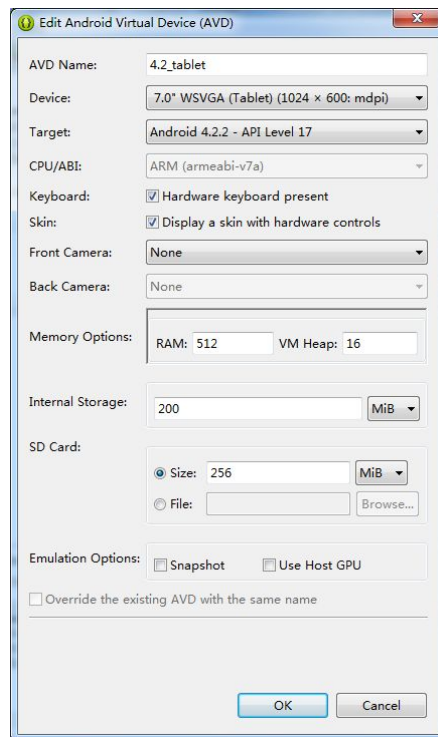 Edit Android Virtual Device (AVD)
AVD Name: 4.2_tablet
Device: 7.0" WSVGA (Tablet) (1024 × 600: mdpi)
Target: Android 4.2.2 - API Level 17
CPU/ABI: ARM (armeabi-v7a)
Keyboard: Hardware keyboard present
Skin: Display a skin with hardware controls
Front Camera: None
Back Camera: None
Memory Options: RAM: 512 VM Heap: 16
Internal Storage: 200 MiB
SD Card:
Size: 256 MiB
File: Browse...
Emulation Options: Snapshot Use Host GPU
Override the existing AVD with the same name
OK Cancel